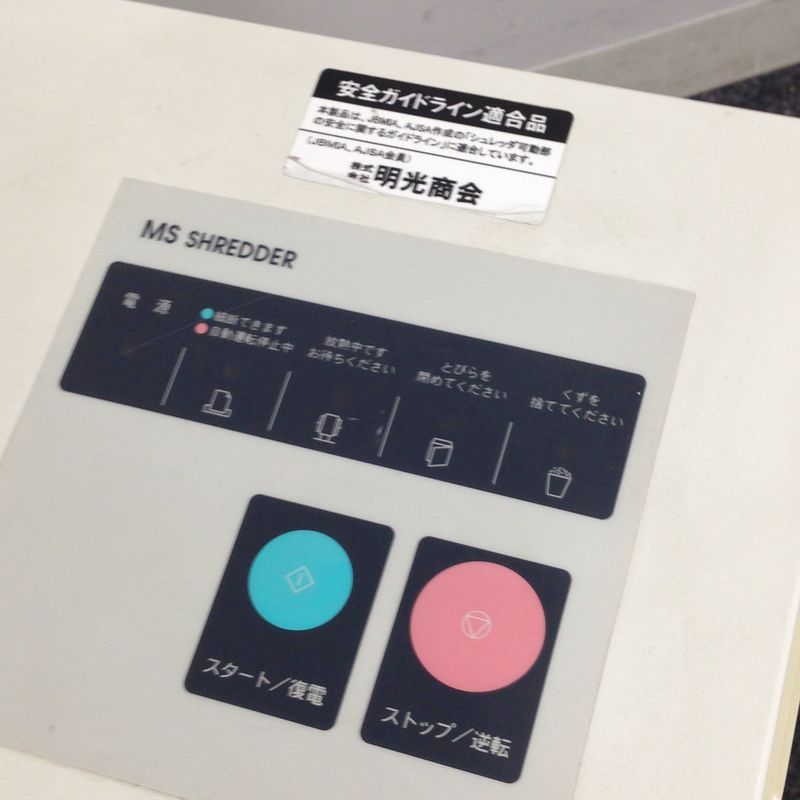 安全ガイドライン適合品
本製品は、JBMIA、AJSA作成の「シュレッダ可動部
の安全に関するガイドライン」に適合しています。
(JBMIA、AJSA会員)
株式会社 明光商会
MS SHREDDER
電源
細断できます
自動運転停止中
放熱中です
お待ちください
とびらを
閉めてください
くずを
捨ててください
スタート/復電
ストップ/逆転